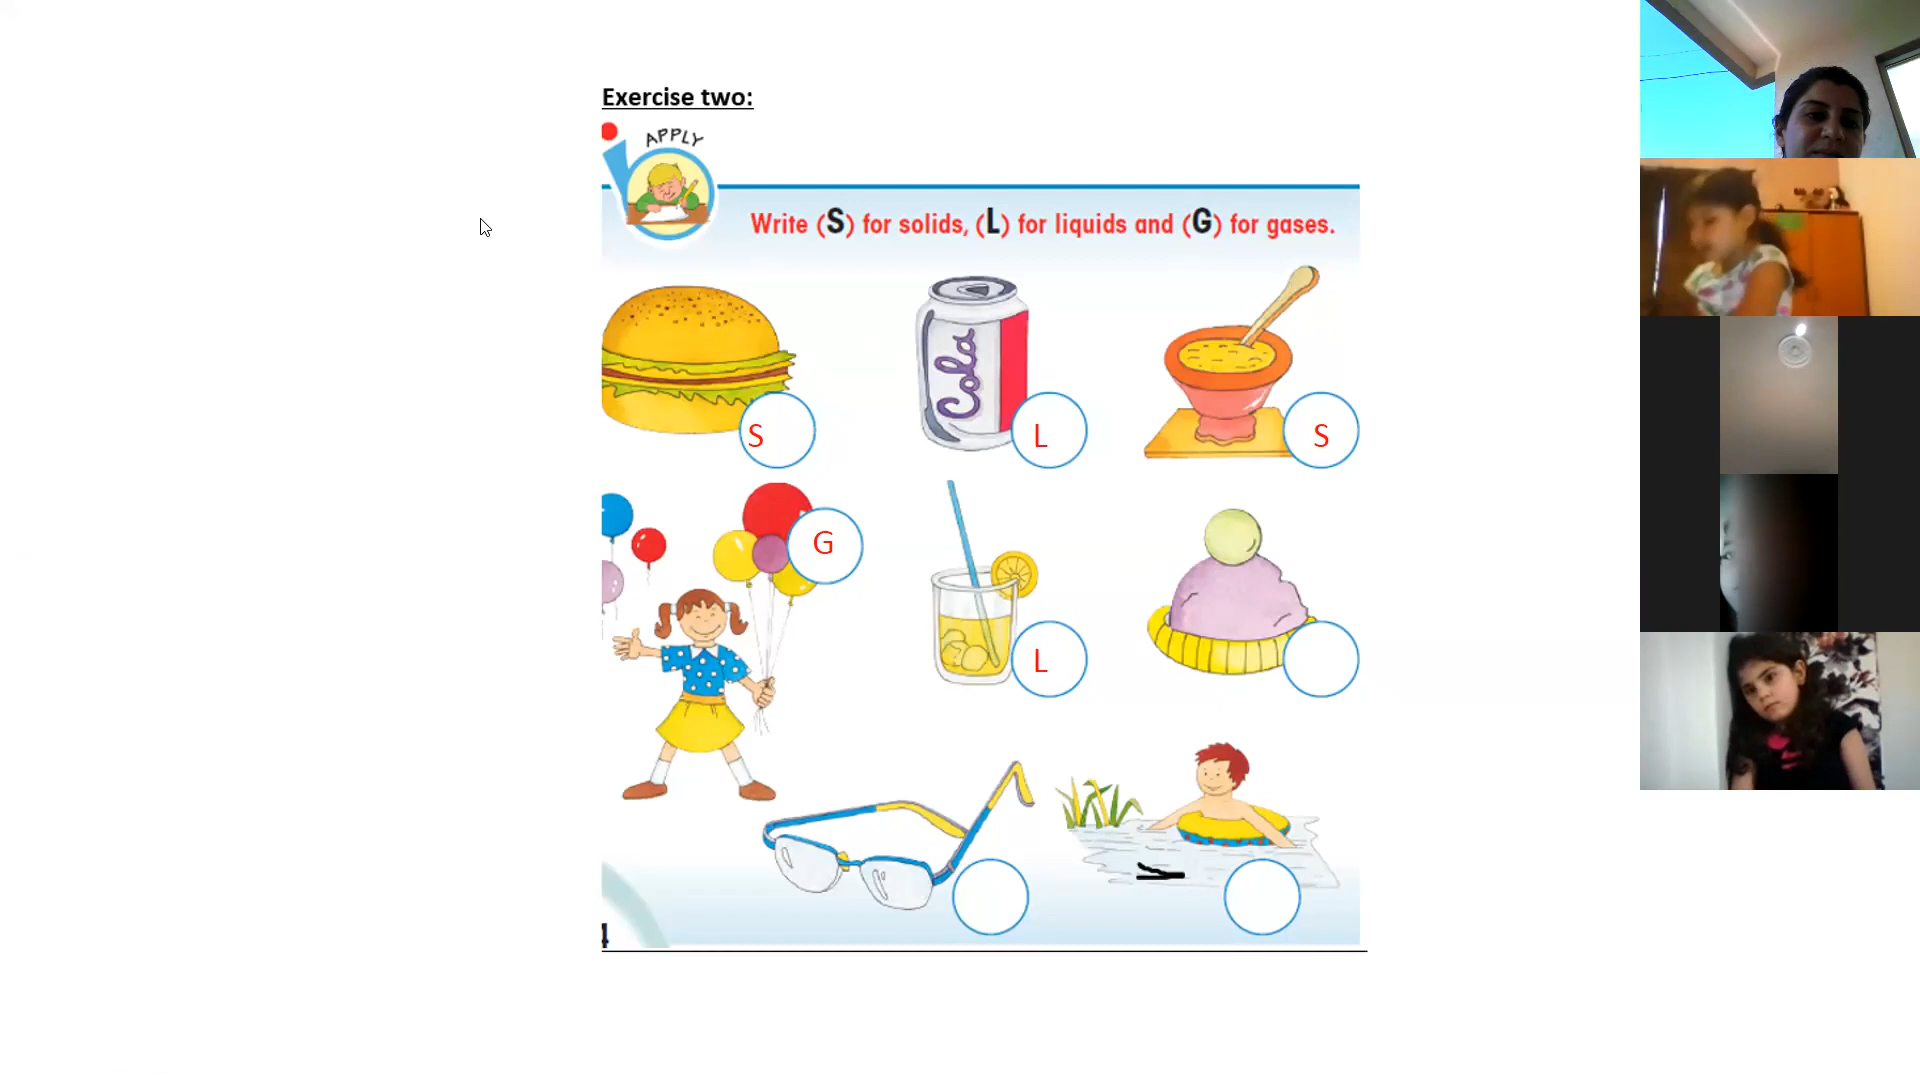 Exercise two:
APPLY
Write (S) for solids, (L) for liquids and (G) for gases.
Cola
S
L
S
G
L
4